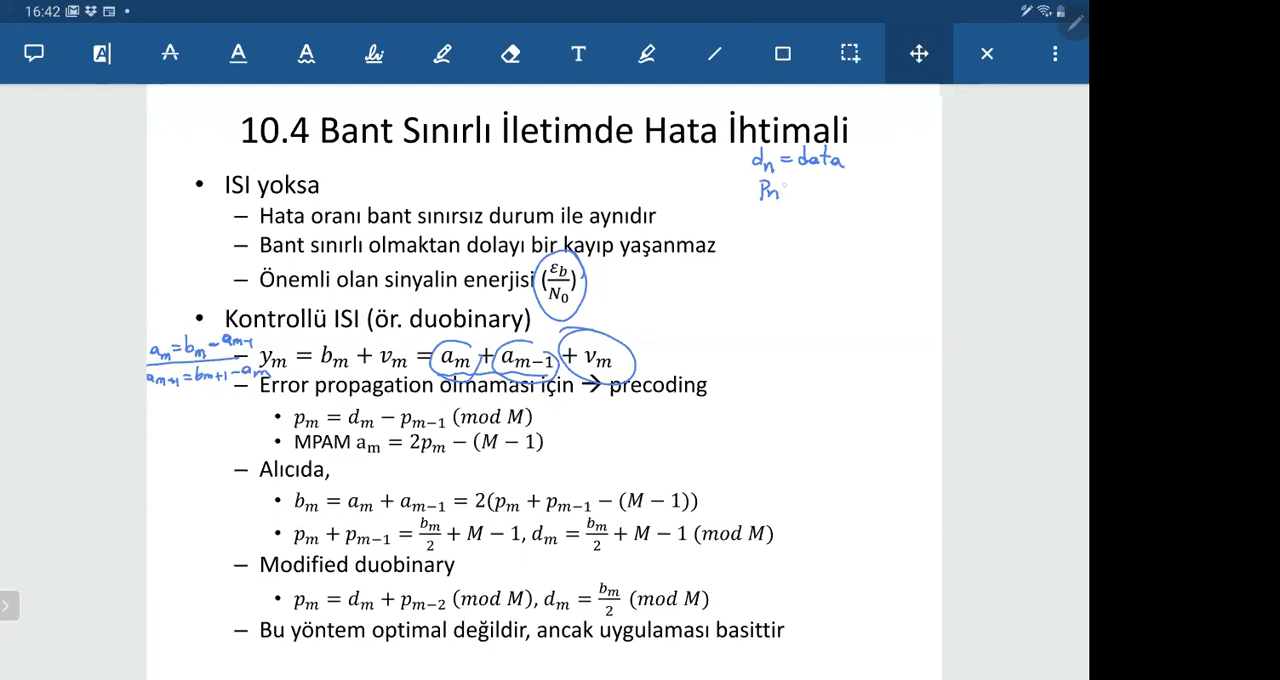 16:42
10.4 Bant Sınırlı İletimde Hata İhtimali
dₙ = data
Pₙ
• ISI yoksa
– Hata oranı bant sınırsız durum ile aynıdır
– Bant sınırlı olmaktan dolayı bir kayıp yaşanmaz
– Önemli olan sinyalin enerjisi (ℰb/N₀)
• Kontrollü ISI (ör. duobinary)
aₘ = bₘ - aₘ₋₁
– yₘ = bₘ + vₘ = aₘ + aₘ₋₁ + vₘ
aₘ₊₁ = bₘ₊₁ - aₘ
– Error propagation olmaması için → precoding
• pₘ = dₘ − pₘ₋₁ (mod M)
• MPAM aₘ = 2pₘ − (M − 1)
– Alıcıda,
• bₘ = aₘ + aₘ₋₁ = 2(pₘ + pₘ₋₁ − (M − 1))
• pₘ + pₘ₋₁ = bₘ/2 + M − 1, dₘ = bₘ/2 + M − 1 (mod M)
– Modified duobinary
• pₘ = dₘ + pₘ₋₂ (mod M), dₘ = bₘ/2 (mod M)
– Bu yöntem optimal değildir, ancak uygulaması basittir